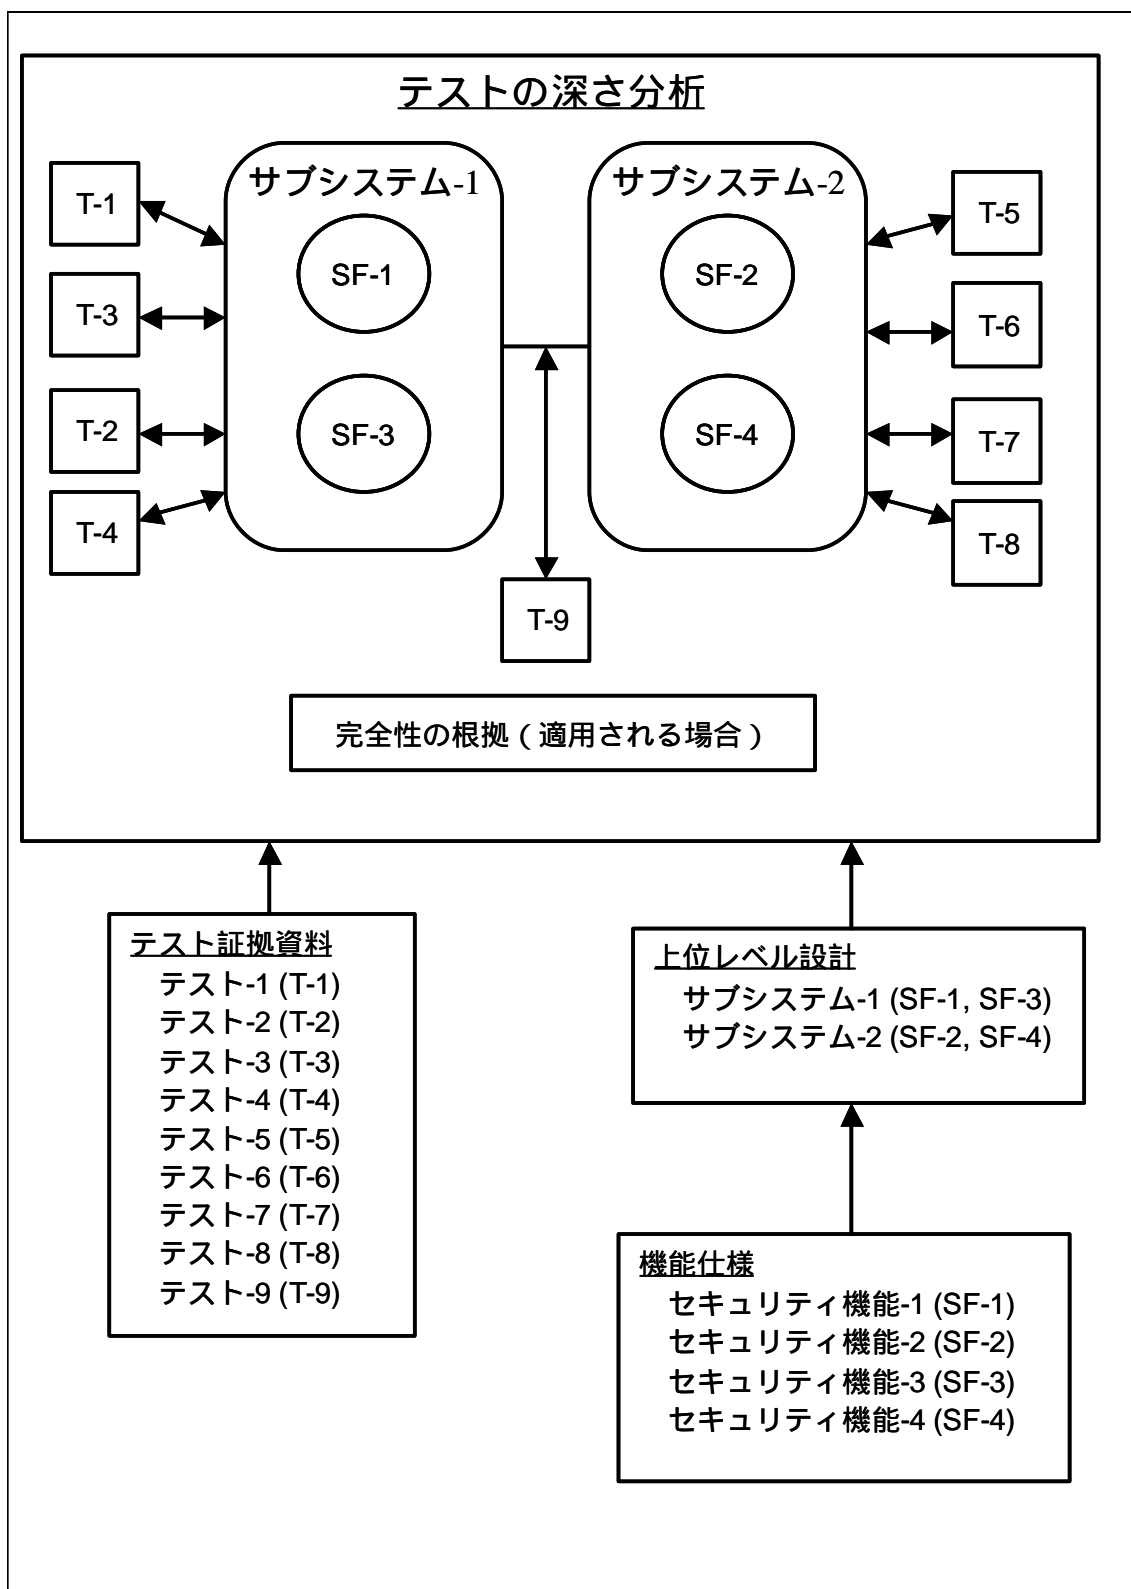 テストの深さ分析
サブシステム-1
サブシステム-2
T-1
T-3
T-2
T-4
SF-1
SF-3
SF-2
SF-4
T-5
T-6
T-7
T-8
T-9
完全性の根拠（適用される場合）
テスト証拠資料
テスト-1 (T-1)
テスト-2 (T-2)
テスト-3 (T-3)
テスト-4 (T-4)
テスト-5 (T-5)
テスト-6 (T-6)
テスト-7 (T-7)
テスト-8 (T-8)
テスト-9 (T-9)
上位レベル設計
サブシステム-1 (SF-1, SF-3)
サブシステム-2 (SF-2, SF-4)
機能仕様
セキュリティ機能-1 (SF-1)
セキュリティ機能-2 (SF-2)
セキュリティ機能-3 (SF-3)
セキュリティ機能-4 (SF-4)